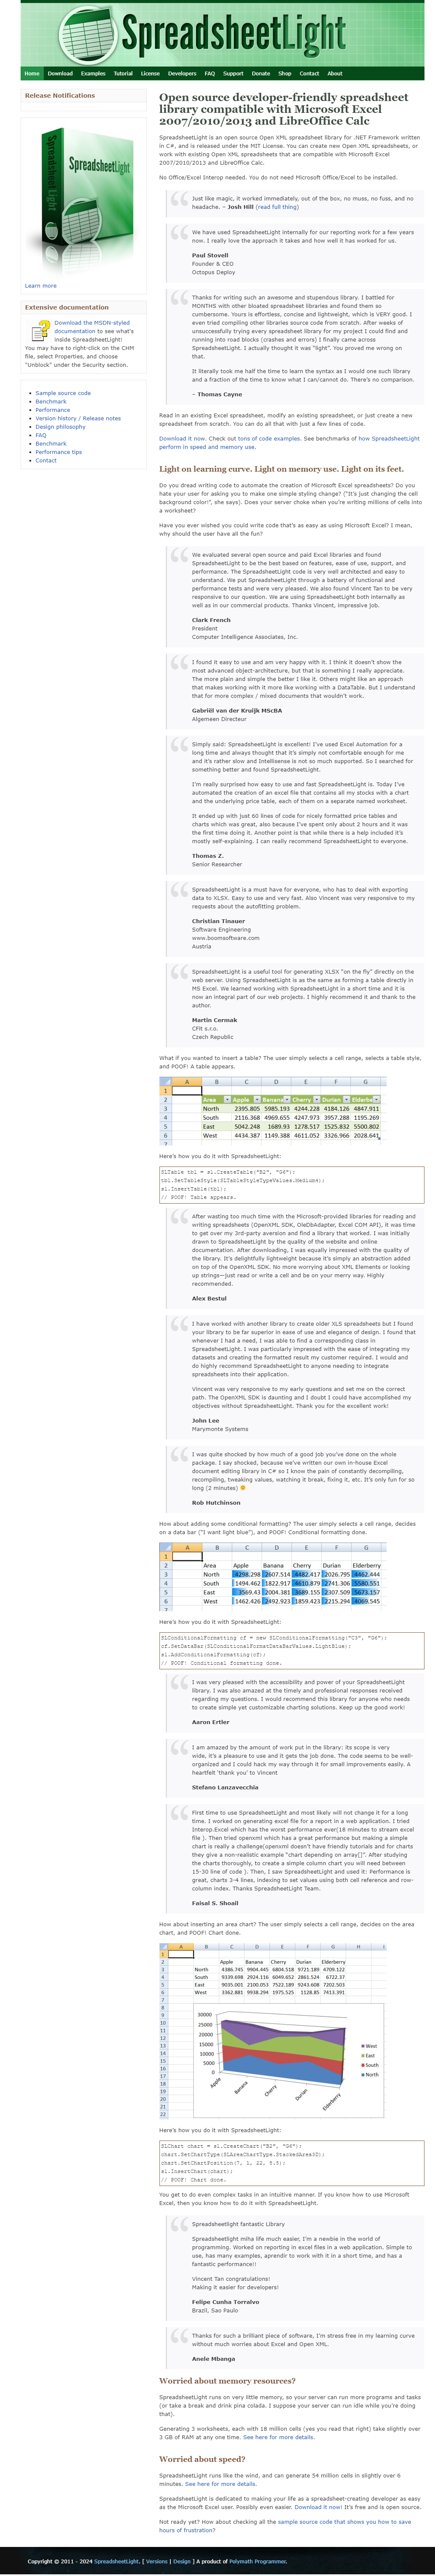 SpreadsheetLight
Home Download Examples Tutorial License Developers FAQ Support Donate Shop Contact About
Release Notifications
SpreadsheetLight
SpreadsheetLight
Learn more
Extensive documentation
Download the MSDN-styled
documentation to see what's
inside SpreadsheetLight!
You may have to right-click on the CHM
file, select Properties, and choose
"Unblock" under the Security section.
Sample source code
Benchmark
Performance
Version history / Release notes
Design philosophy
FAQ
Benchmark
Performance tips
Contact
Open source developer-friendly spreadsheet
library compatible with Microsoft Excel
2007/2010/2013 and LibreOffice Calc
SpreadsheetLight is an open source Open XML spreadsheet library for .NET Framework written
in C#, and is released under the MIT License. You can create new Open XML spreadsheets, or
work with existing Open XML spreadsheets that are compatible with Microsoft Excel
2007/2010/2013 and LibreOffice Calc.
No Office/Excel Interop needed. You do not need Microsoft Office/Excel to be installed.
Just like magic, it worked immediately, out of the box, no muss, no fuss, and no
headache. – Josh Hill (read full thing)
We have used SpreadsheetLight internally for our reporting work for a few years
now. I really love the approach it takes and how well it has worked for us.
Paul Stovell
Founder & CEO
Octopus Deploy
Thanks for writing such an awesome and stupendous library. I battled for
MONTHS with other bloated spreadsheet libraries and found them so
cumbersome. Yours is effortless, concise and lightweight, which is VERY good. I
even tried compiling other libraries source code from scratch. After weeks of
unsuccessfully trying every spreadsheet library for my project I could find(and
having wound up with code blocks (crashes) and errors) I finally came across
SpreadsheetLight. I actually thought it was "light". You proved me wrong on
that.
It literally took me half the time to learn the syntax as I would one such library
and a fraction of the time to know what I can/cannot do. There's no comparison.
– Thomas Cayne
Read in an existing Excel spreadsheet, modify an existing spreadsheet, or just create a new
spreadsheet from scratch. You can do all that with just a few lines of code.
Download it now. Check out tons of code examples. See benchmarks of how SpreadsheetLight
perform in speed and memory use.
Light on learning curve. Light on memory use. Light on its feet.
Do you dread writing code to automate the creation of Microsoft Excel spreadsheets? Do you
hate your user for asking you to make one simple styling change? ("It's just changing the cell
background color!", she says). Does your server choke when you're writing millions of cells into
a worksheet?
Have you ever wished you could write code that's as easy as using Microsoft Excel? I mean,
why should the user have all the fun?
We evaluated several open source and paid Excel libraries and found
SpreadsheetLight to be the best based on features, ease of use, support, and
performance. The SpreadsheetLight code is very well architected and easy to
understand. We put SpreadsheetLight through a battery of functional and
performance tests and were very pleased. We also found Vincent Tan to be very
responsive to our question. We are using SpreadsheetLight both internally as
well as in our commercial products. Thanks Vincent, impressive job.
Clark French
President
Computer Intelligence Associates, Inc.
I found it easy to use and am very happy with it. I think it doesn't show the
most advanced object-architecture, but that is something I really appreciate.
The more plain and simple the better I like it. Others might like an approach
that makes working with it more like working with a DataTable. But I understand
that for more complex / mixed documents that wouldn't work.
Gabriël van der Kruijk MScBA
Algemeen Directeur
Simply said: SpreadsheetLight is excellent! I've used Excel Automation for a
long time and always thought that it's simply not comfortable enough for me
and it's rather slow and Intellisense is not so much supported. So I searched for
something better and found SpreadsheetLight.
I'm really surprised how easy to use and fast SpreadsheetLight is. Today I've
automated the creation of an excel file that contains all my stocks with a chart
and the underlying price table, each of them on a separate named worksheet.
It ended up with just 60 lines of code for nicely formatted price tables and
charts which was great, also because I've spent only about 2 hours and it was
the first time doing it. Another point is that while there is a help included it's
mostly self-explaining. I can really recommend SpreadsheetLight to everyone.
Thomas Z.
Senior Researcher
SpreadsheetLight is a must have for everyone, who has to deal with exporting
data to XLSX. Easy to use and very fast. Also Vincent was very responsive to my
requests about the autofitting problem.
Christian Tinauer
Software Engineering
www.boomsoftware.com
Austria
SpreadsheetLight is a useful tool for generating XLSX "on the fly" directly on the
web server. Using SpreadsheetLight is as the same as forming a table directly in
MS Excel. We learned working with SpreadsheetLight in a short time and it is
now an integral part of our web projects. I highly recommend it and thank to the
author.
Martin Cermak
CFit s.r.o.
Czech Republic
What if you wanted to insert a table? The user simply selects a cell range, selects a table style,
and POOF! A table appears.
A B C D E F G
1
2 Area Apple Banana Cherry Durian Elderbe
3 North 2395.805 5985.193 4244.228 4184.126 4847.911
4 South 2116.368 4969.655 4247.973 3957.288 1195.269
5 East 5042.248 1689.93 1278.517 1525.832 5500.802
6 West 4434.387 1149.388 4611.052 3326.966 2028.641
7
Here's how you do it with SpreadsheetLight:
SLTable tbl = sl.CreateTable("B2", "G6");
tbl.SetTableStyle(SLTableStyleTypeValues.Medium4);
sl.InsertTable(tbl);
// POOF! Table appears.
After wasting too much time with the Microsoft-provided libraries for reading and
writing spreadsheets (OpenXML SDK, OleDbAdapter, Excel COM API), it was time
to get over my 3rd-party aversion and find a library that worked. I was initially
drawn to SpreadsheetLight by the quality of the website and online
documentation. After downloading, I was equally impressed with the quality of
the library. It's delightfully lightweight because it's simply an abstraction added
on top of the OpenXML SDK. No more worrying about XML Elements or looking
up strings—just read or write a cell and be on your merry way. Highly
recommended.
Alex Bestul
I have worked with another library to create older XLS spreadsheets but I found
your library to be far superior in ease of use and elegance of design. I found that
whenever I had a need, I was able to find a corresponding class in
SpreadsheetLight. I was particularly impressed with the ease of integrating my
datasets and creating the formatted result my customer required. I would
do highly recommend SpreadsheetLight to anyone needing to integrate
spreadsheets into their application.
Vincent was very responsive to my early questions and set me on the correct
path. The OpenXML SDK is daunting and I doubt I could have accomplished my
objectives without SpreadsheetLight. Thank you for the excellent work!
John Lee
Marymonte Systems
I was quite shocked by how much of a good job you've done on the whole
package. I say shocked, because we've written our own in-house Excel
document editing library in C# so I know the pain of constantly decompiling,
recompiling, tweaking values, watching it break, fixing it, etc. It's only fun for so
long (2 minutes) 🙂
Rob Hutchinson
How about adding some conditional formatting? The user simply selects a cell range, decides
on a data bar ("I want light blue"), and POOF! Conditional formatting done.
A B C D E F G
1
2 Area Apple Banana Cherry Durian Elderberry
3 North 4298.298 2607.514 4482.417 2026.795 4462.444
4 South 1494.462 1822.917 4610.879 2741.306 5580.551
5 East 3569.43 2004.381 3689.155 2307.509 5673.157
6 West 1462.426 2492.923 1859.423 2215.294 4069.545
7
Here's how you do it with SpreadsheetLight:
SLConditionalFormatting cf = new SLConditionalFormatting("C3", "G6");
cf.SetDataBar(SLConditionalFormatDataBarValues.LightBlue);
sl.AddConditionalFormatting(cf);
// POOF! Conditional formatting done.
I was very pleased with the accessibility and power of your SpreadsheetLight
library. I was also amazed at the timely and professional responses received
regarding my questions. I would recommend this library for anyone who needs
to create simple yet customizable charting solutions. Keep up the good work!
Aaron Ertler
I am amazed by the amount of work put in the library: its scope is very
wide, it's a pleasure to use and it gets the job done. The code seems to be well-
organized and I could hack my way through it for small improvements easily. A
heartfelt 'thank you' to Vincent
Stefano Lanzavecchia
First time to use SpreadsheetLight and most likely will not change it for a long
time. I worked on generating excel file for a report in a web application. I tried
Interop.Excel which has the worst performance ever(18 minutes to stream excel
file ). Then tried openxml which has a great performance but making a simple
chart is really a challenge(openxml doesn't have friendly tutorials and for charts
they give a non-realistic example "chart depending on array[]". After studying
the charts thoroughly, to create a simple column chart you will need between
15-30 line of code ). Then, I saw SpreadsheetLight and used it: Performance is
great, charts 3-4 lines, indexing to set values using both cell reference and row-
column index. Thanks SpreadsheetLight Team.
Faisal S. Shoail
How about inserting an area chart? The user simply selects a cell range, decides on the area
chart, and POOF! Chart done.
A B C D E F G H I
1
2 Apple Banana Cherry Durian Elderberry
3 North 4386.745 9904.445 6804.518 9721.189 4709.122
4 South 9339.698 2924.116 6049.652 2861.524 6722.37
5 East 9035.001 2100.053 7522.189 9243.608 7202.503
6 West 3362.881 9938.294 1975.525 1128.85 7413.391
7
8
9
10
11
12
13
14
15
16
17
18
19
20
21
22
30000
25000
20000
15000
10000
5000
0
Apple
Banana
Cherry
Durian
Elderberry
West
East
South
North
Here's how you do it with SpreadsheetLight:
SLChart chart = sl.CreateChart("B2", "G6");
chart.SetChartType(SLAreaChartType.StackedArea3D);
chart.SetChartPosition(7, 1, 22, 8.5);
sl.InsertChart(chart);
// POOF! Chart done.
You get to do even complex tasks in an intuitive manner. If you know how to use Microsoft
Excel, then you know how to do it with SpreadsheetLight.
Spreadsheetlight fantastic Library
Spreadsheetlight miha life much easier, I'm a newbie in the world of
programming. Worked on reporting in excel files in a web application. Simple to
use, has many examples, aprendir to work with it in a short time, and has a
fantastic performance!!
Vincent Tan congratulations!
Making it easier for developers!
Felipe Cunha Torraivo
Brazil, Sao Paulo
Thanks for such a brilliant piece of software, I'm stress free in my learning curve
without much worries about Excel and Open XML.
Anele Mbanga
Worried about memory resources?
SpreadsheetLight runs on very little memory, so your server can run more programs and tasks
(or take a break and drink pina colada. I suppose your server can run idle while you're doing
that).
Generating 3 worksheets, each with 18 million cells (yes you read that right) take slightly over
3 GB of RAM at any one time. See here for more details.
Worried about speed?
SpreadsheetLight runs like the wind, and can generate 54 million cells in slightly over 6
minutes. See here for more details.
SpreadsheetLight is dedicated to making your life as a spreadsheet-creating developer as easy
as the Microsoft Excel user. Possibly even easier. Download it now! It's free and is open source.
Not ready yet? How about checking all the sample source code that shows you how to save
hours of frustration?
Copyright © 2011 - 2024 SpreadsheetLight. [ Versions | Design ] A product of Polymath Programmer.